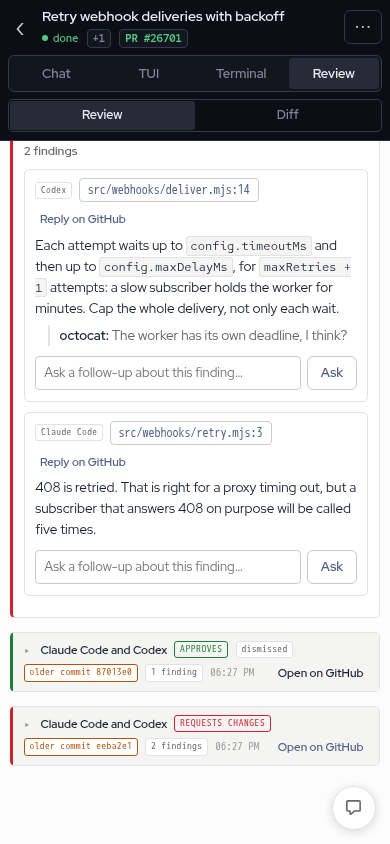 Retry webhook deliveries with backoff
done +1 PR #26701
Chat TUI Terminal Review
Review Diff
2 findings
Codex src/webhooks/deliver.mjs:14
Reply on GitHub
Each attempt waits up to config.timeoutMs and
then up to config.maxDelayMs, for maxRetries +
1 attempts: a slow subscriber holds the worker for
minutes. Cap the whole delivery, not only each wait.
octocat: The worker has its own deadline, I think?
Ask a follow-up about this finding... Ask
Claude Code src/webhooks/retry.mjs:3
Reply on GitHub
408 is retried. That is right for a proxy timing out, but a
subscriber that answers 408 on purpose will be called
five times.
Ask a follow-up about this finding... Ask
Claude Code and Codex APPROVES dismissed
older commit 87013e0 1 finding 06:27 PM Open on GitHub
Claude Code and Codex REQUESTS CHANGES
older commit eeba2e1 2 findings 06:27 PM Open on GitHub